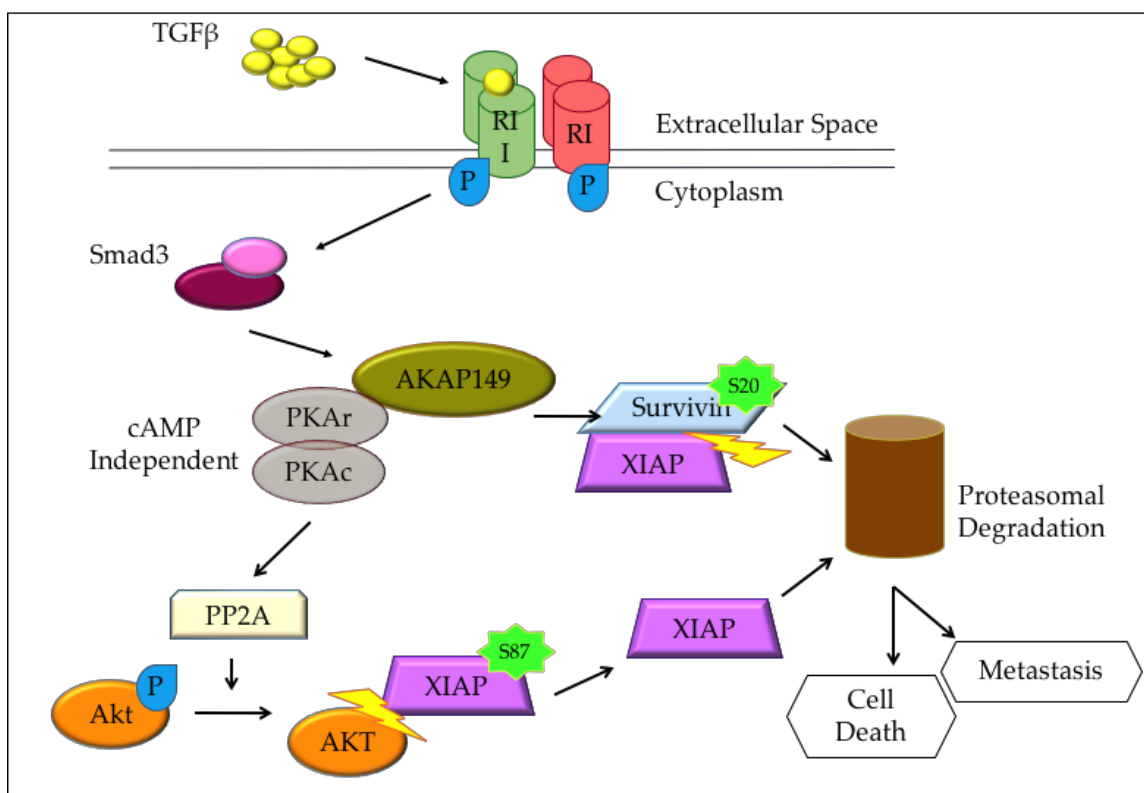 TGFβ
RI
I
RI
Extracellular Space
P
P
Cytoplasm
Smad3
AKAP149
S20
Survivin
PKAr
cAMP
Independent
PKAc
XIAP
Proteasomal
Degradation
PP2A
XIAP
S87
P
XIAP
Akt
AKT
Metastasis
Cell
Death